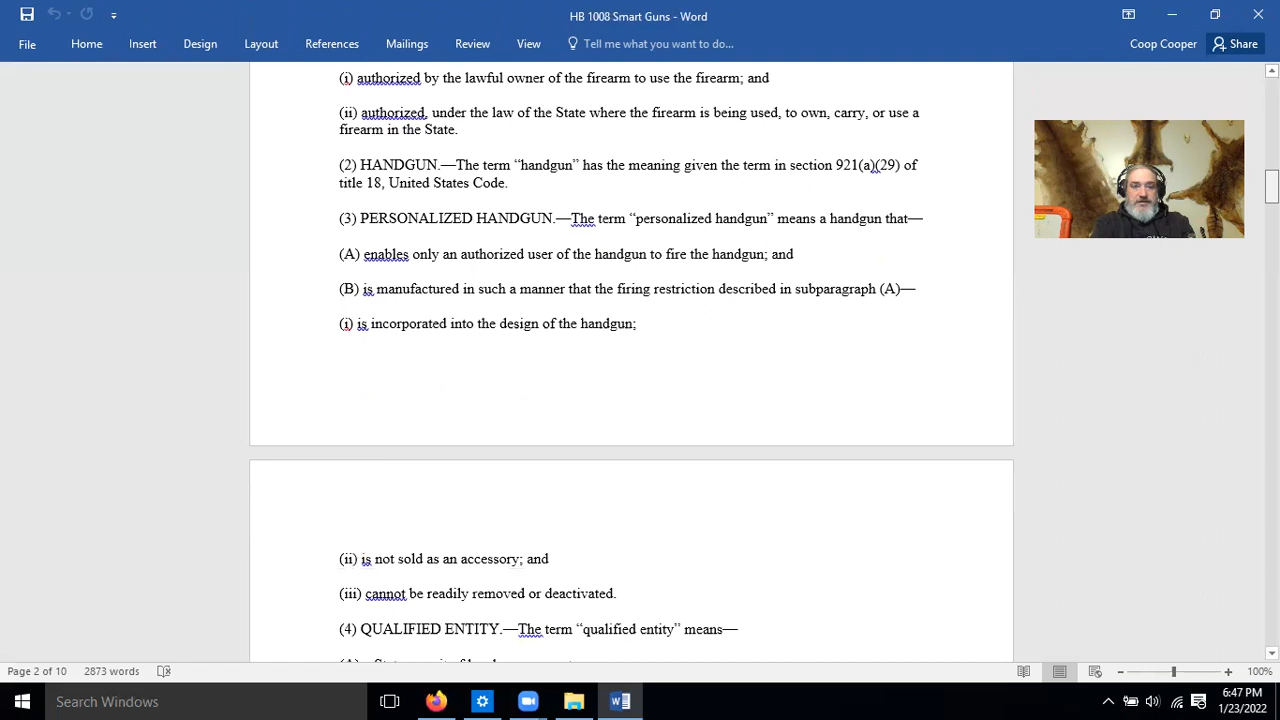 HB 1008 Smart Guns - Word
File Home Insert Design Layout References Mailings Review View Tell me what you want to do... Coop Cooper Share
(i) authorized by the lawful owner of the firearm to use the firearm; and
(ii) authorized, under the law of the State where the firearm is being used, to own, carry, or use a
firearm in the State.
(2) HANDGUN.—The term “handgun” has the meaning given the term in section 921(a)(29) of
title 18, United States Code.
(3) PERSONALIZED HANDGUN.—The term “personalized handgun” means a handgun that—
(A) enables only an authorized user of the handgun to fire the handgun; and
(B) is manufactured in such a manner that the firing restriction described in subparagraph (A)—
(i) is incorporated into the design of the handgun;
(ii) is not sold as an accessory; and
(iii) cannot be readily removed or deactivated.
(4) QUALIFIED ENTITY.—The term “qualified entity” means—
Page 2 of 10 2873 words 100%
Search Windows 6:47 PM
1/23/2022